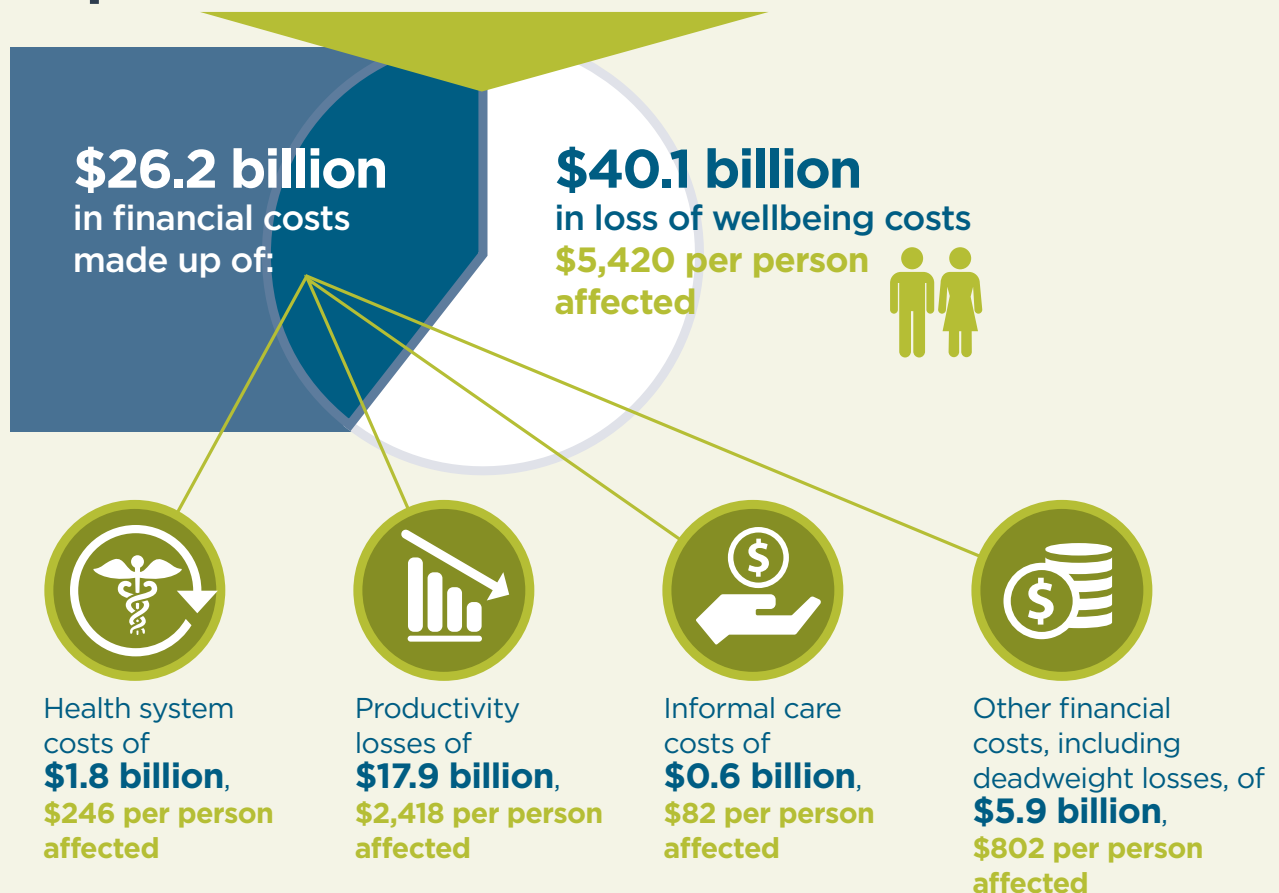 $26.2 billion
in financial costs
made up of:
$40.1 billion
in loss of wellbeing costs
$5,420 per person
affected
$
$
Health system
costs of
$1.8 billion,
$246 per person
affected
Productivity
losses of
$17.9 billion,
$2,418 per person
affected
Informal care
costs of
$0.6 billion,
$82 per person
affected
Other financial
costs, including
deadweight losses, of
$5.9 billion,
$802 per person
affected